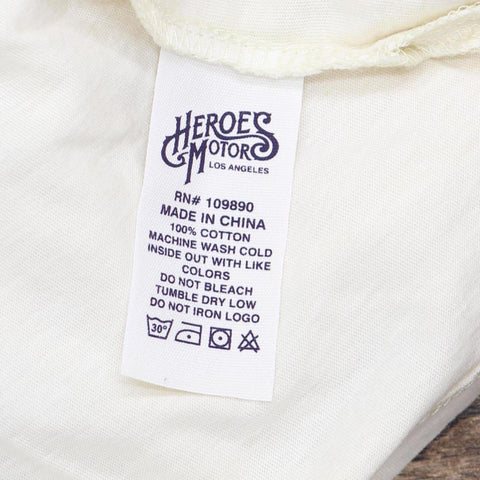 HEROES
MOTORS
LOS ANGELES
RN# 109890
MADE IN CHINA
100% COTTON
MACHINE WASH COLD
INSIDE OUT WITH LIKE
COLORS
DO NOT BLEACH
TUMBLE DRY LOW
DO NOT IRON LOGO
30°